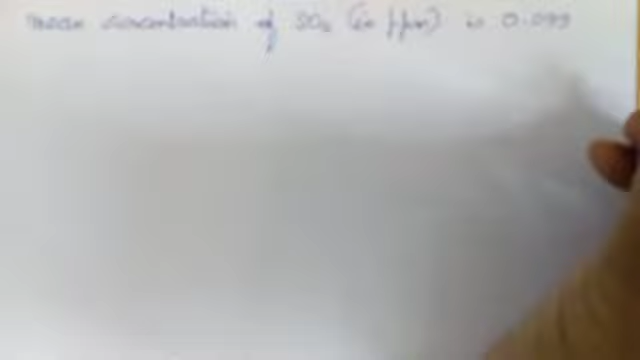 mean concentration of SO₂ (in ppm) is 0.099